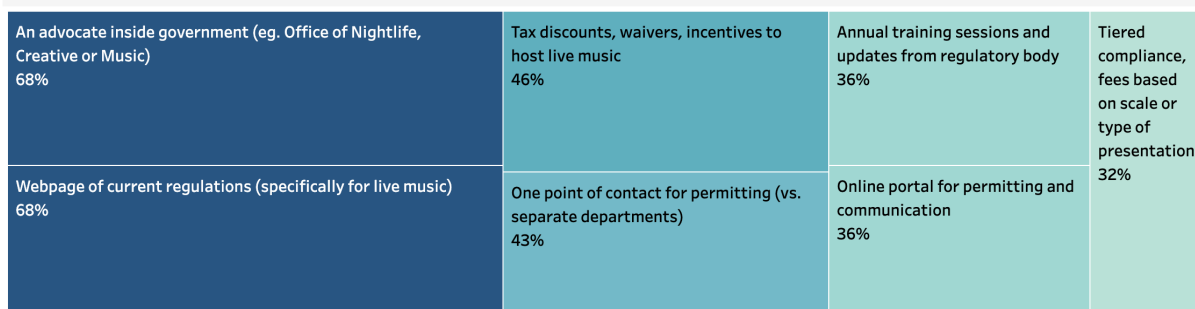 An advocate inside government (eg. Office of Nightlife,
Creative or Music)
68%
Webpage of current regulations (specifically for live music)
68%
Tax discounts, waivers, incentives to
host live music
46%
One point of contact for permitting (vs.
separate departments)
43%
Annual training sessions and
updates from regulatory body
36%
Online portal for permitting and
communication
36%
Tiered
compliance,
fees based
on scale or
type of
presentation
32%